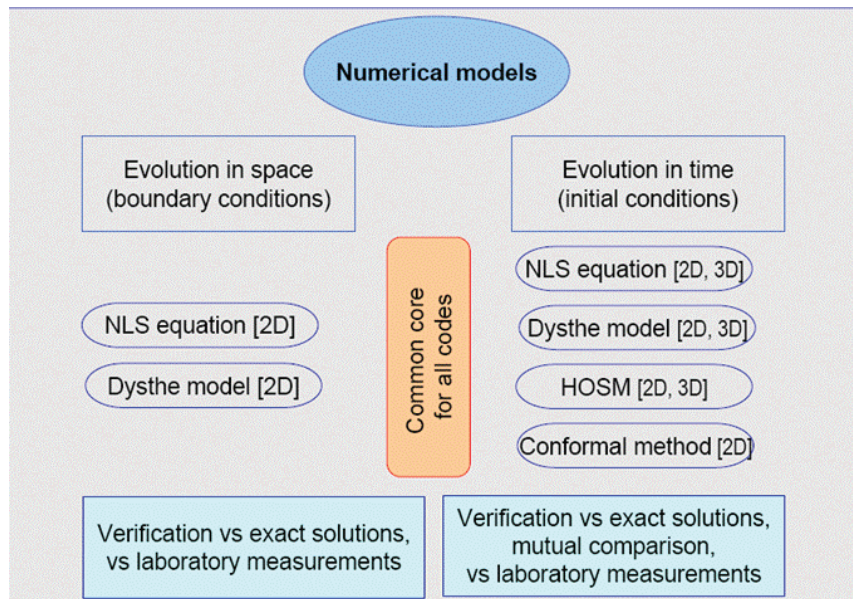 Numerical models
Evolution in space
(boundary conditions)
Evolution in time
(initial conditions)
NLS equation [2D]
Dysthe model [2D]
Common core
for all codes
NLS equation [2D, 3D]
Dysthe model [2D, 3D]
HOSM [2D, 3D]
Conformal method [2D]
Verification vs exact solutions,
vs laboratory measurements
Verification vs exact solutions,
mutual comparison,
vs laboratory measurements